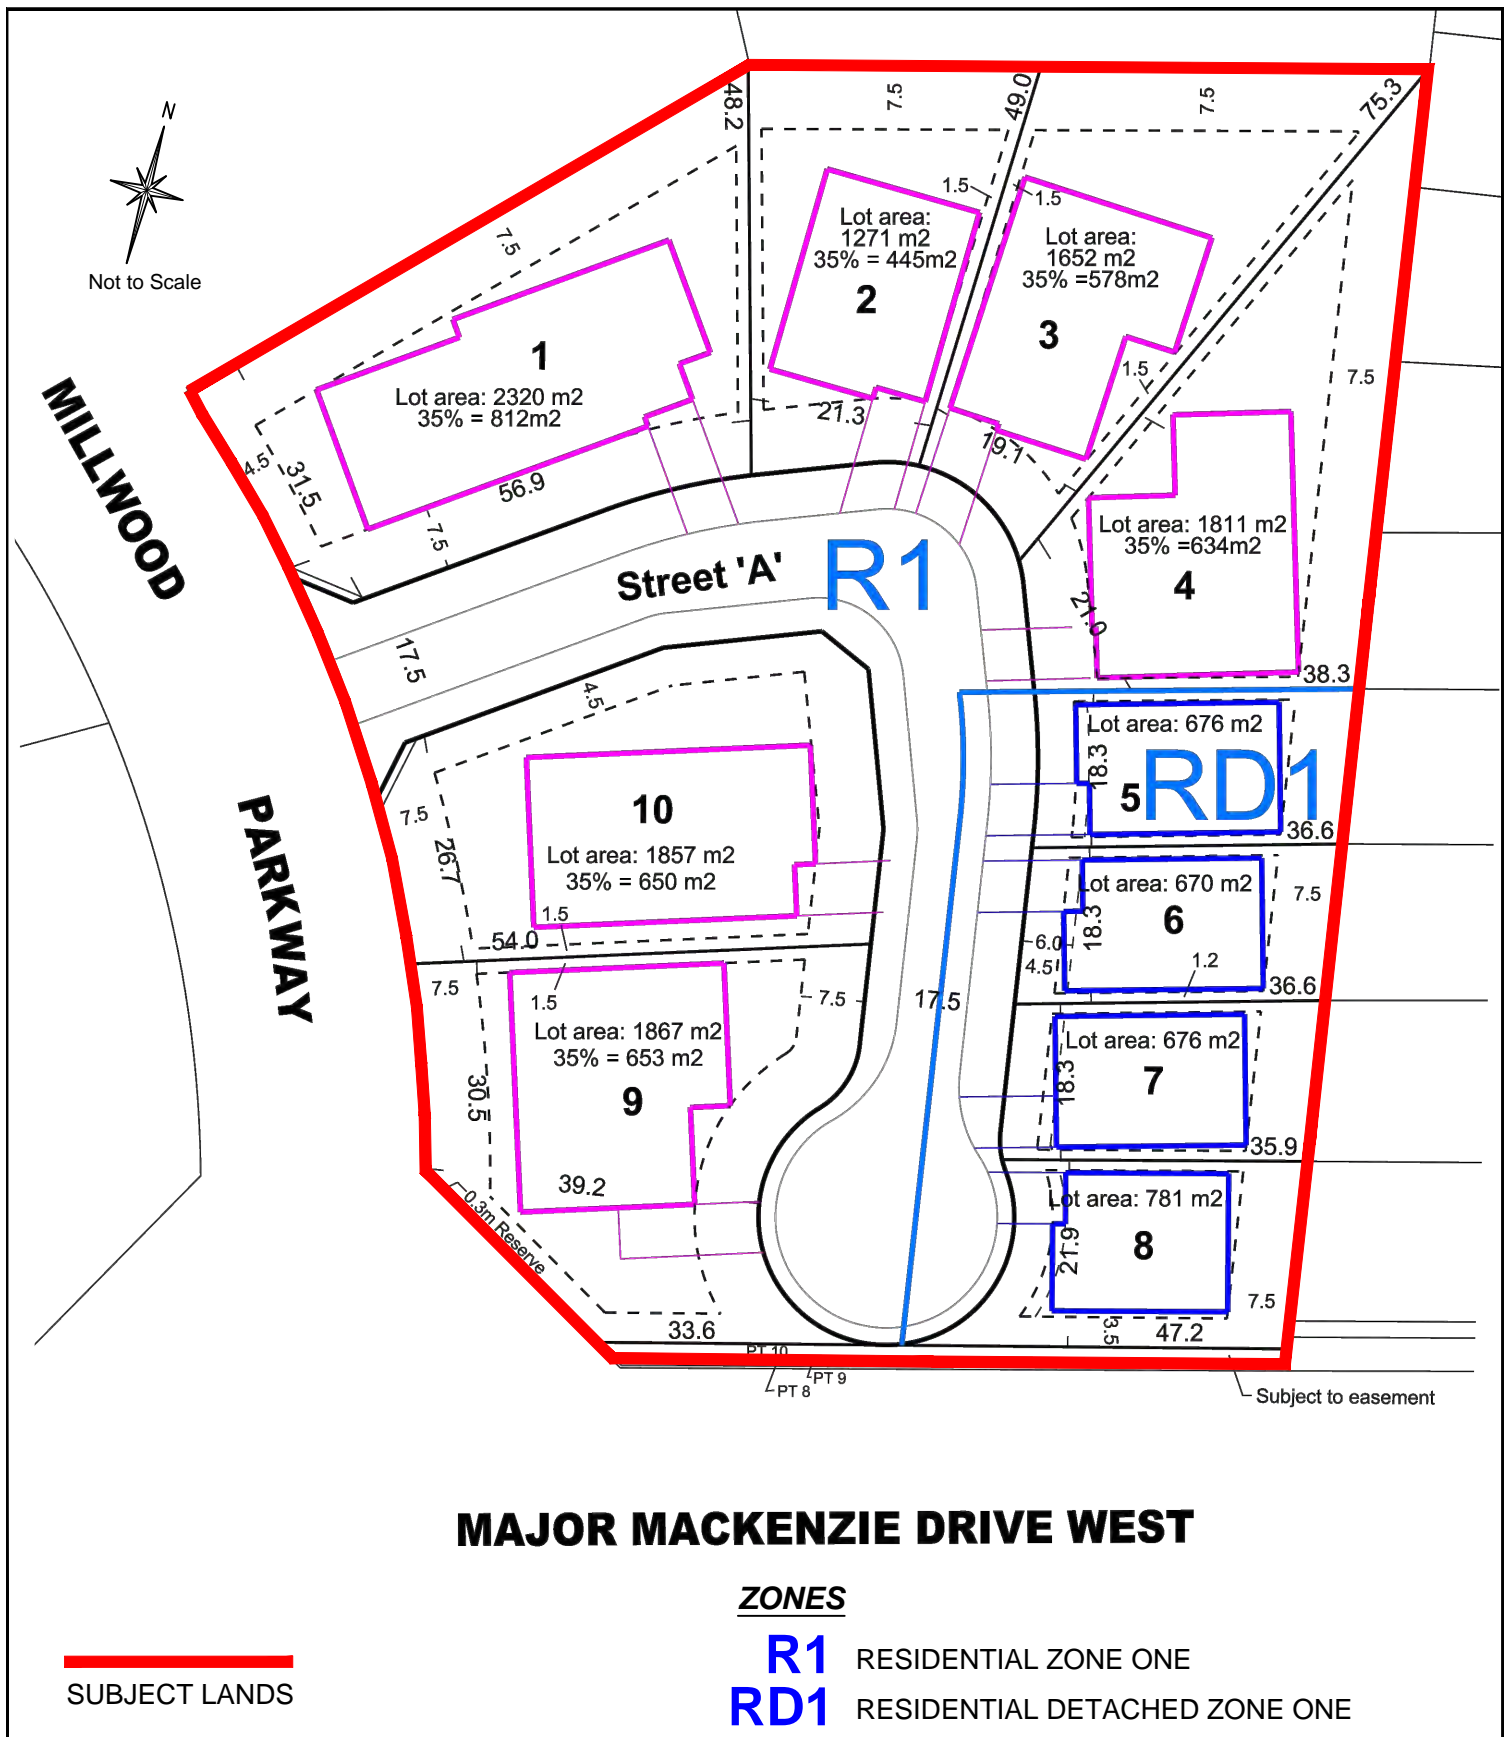 N
Not to Scale
48.2
7.5
49.0
7.5
75.3
7.5
1.5
1.5
Lot area:
1271 m2
35% = 445m2
2
Lot area:
1652 m2
35% =578m2
3
1
Lot area: 2320 m2
35% = 812m2
1.5
7.5
21.3
19.1
4.5
31.5
56.9
7.5
MILLWOOD
PARKWAY
Street 'A'
R1
Lot area: 1811 m2
35% =634m2
4
21.0
38.3
17.5
4.5
Lot area: 676 m2
18.3
5
RD1
36.6
10
Lot area: 1857 m2
35% = 650 m2
7.5
26.7
1.5
54.0
Lot area: 670 m2
6
18.3
7.5
6.0
4.5
1.2
36.6
7.5
1.5
7.5
17.5
Lot area: 1867 m2
35% = 653 m2
9
30.5
39.2
Lot area: 676 m2
7
18.3
35.9
0.3m Reserve
Lot area: 781 m2
8
21.9
7.5
33.6
3.5
47.2
PT 10
PT 9
PT 8
Subject to easement
MAJOR MACKENZIE DRIVE WEST
ZONES
R1 RESIDENTIAL ZONE ONE
RD1 RESIDENTIAL DETACHED ZONE ONE
SUBJECT LANDS